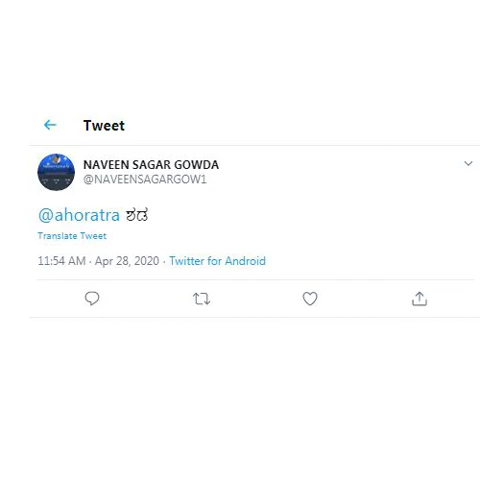 Tweet
NAVEEN SAGAR GOWDA
@NAVEENSAGARGOW1
@ahoratra ಶಡ
Translate Tweet
11:54 AM · Apr 28, 2020 · Twitter for Android